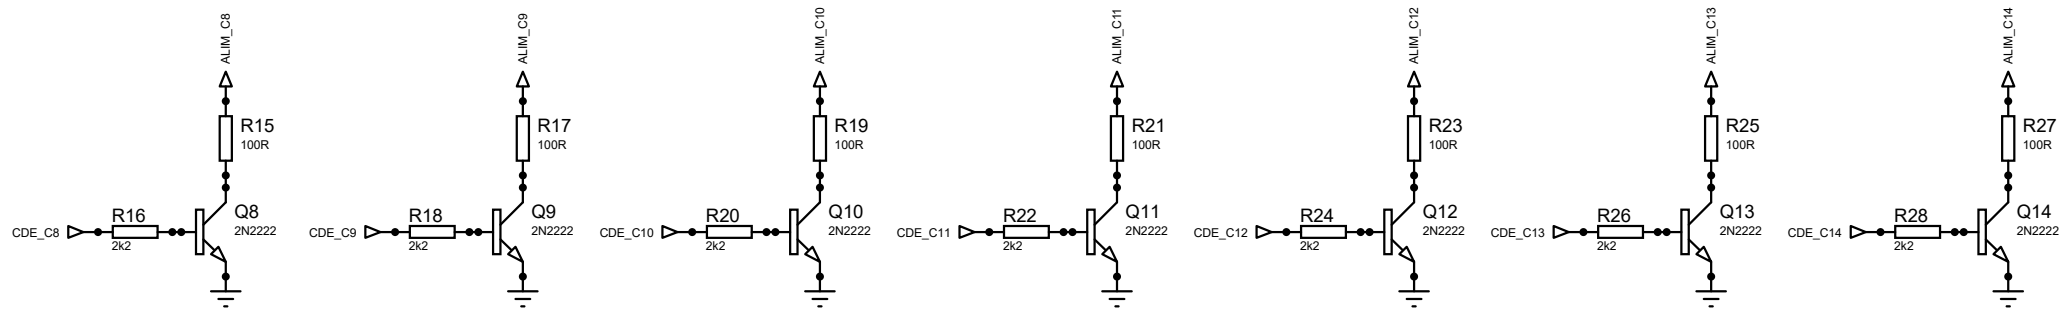 ALIM_C8
R15
100R
R16
2k2
CDE_C8
Q8
2N2222
ALIM_C9
R17
100R
R18
2k2
CDE_C9
Q9
2N2222
ALIM_C10
R19
100R
R20
2k2
CDE_C10
Q10
2N2222
ALIM_C11
R21
100R
R22
2k2
CDE_C11
Q11
2N2222
ALIM_C12
R23
100R
R24
2k2
CDE_C12
Q12
2N2222
ALIM_C13
R25
100R
R26
2k2
CDE_C13
Q13
2N2222
ALIM_C14
R27
100R
R28
2k2
CDE_C14
Q14
2N2222